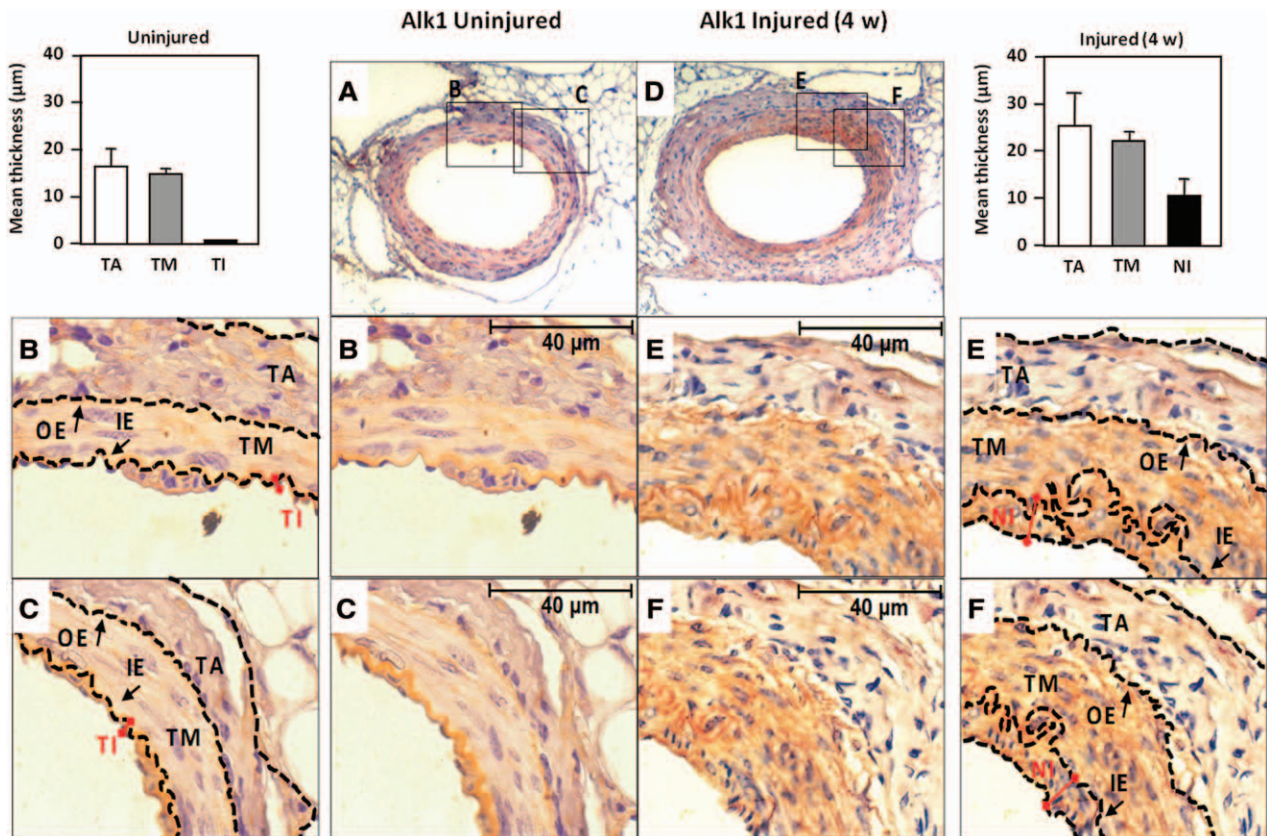 Alk1 Uninjured
Alk1 Injured (4 w)
Uninjured
Mean thickness (µm)
40
30
20
10
0
TA TM TI
A
B
C
D
E
F
Injured (4 w)
Mean thickness (µm)
40
30
20
10
0
TA TM NI
B
TA
OE
IE
TM
TI
B
40 µm
E
40 µm
E
TA
TM
OE
NI
IE
C
OE
IE
TA
TM
TI
C
40 µm
F
40 µm
F
TA
TM
OE
NI
IE